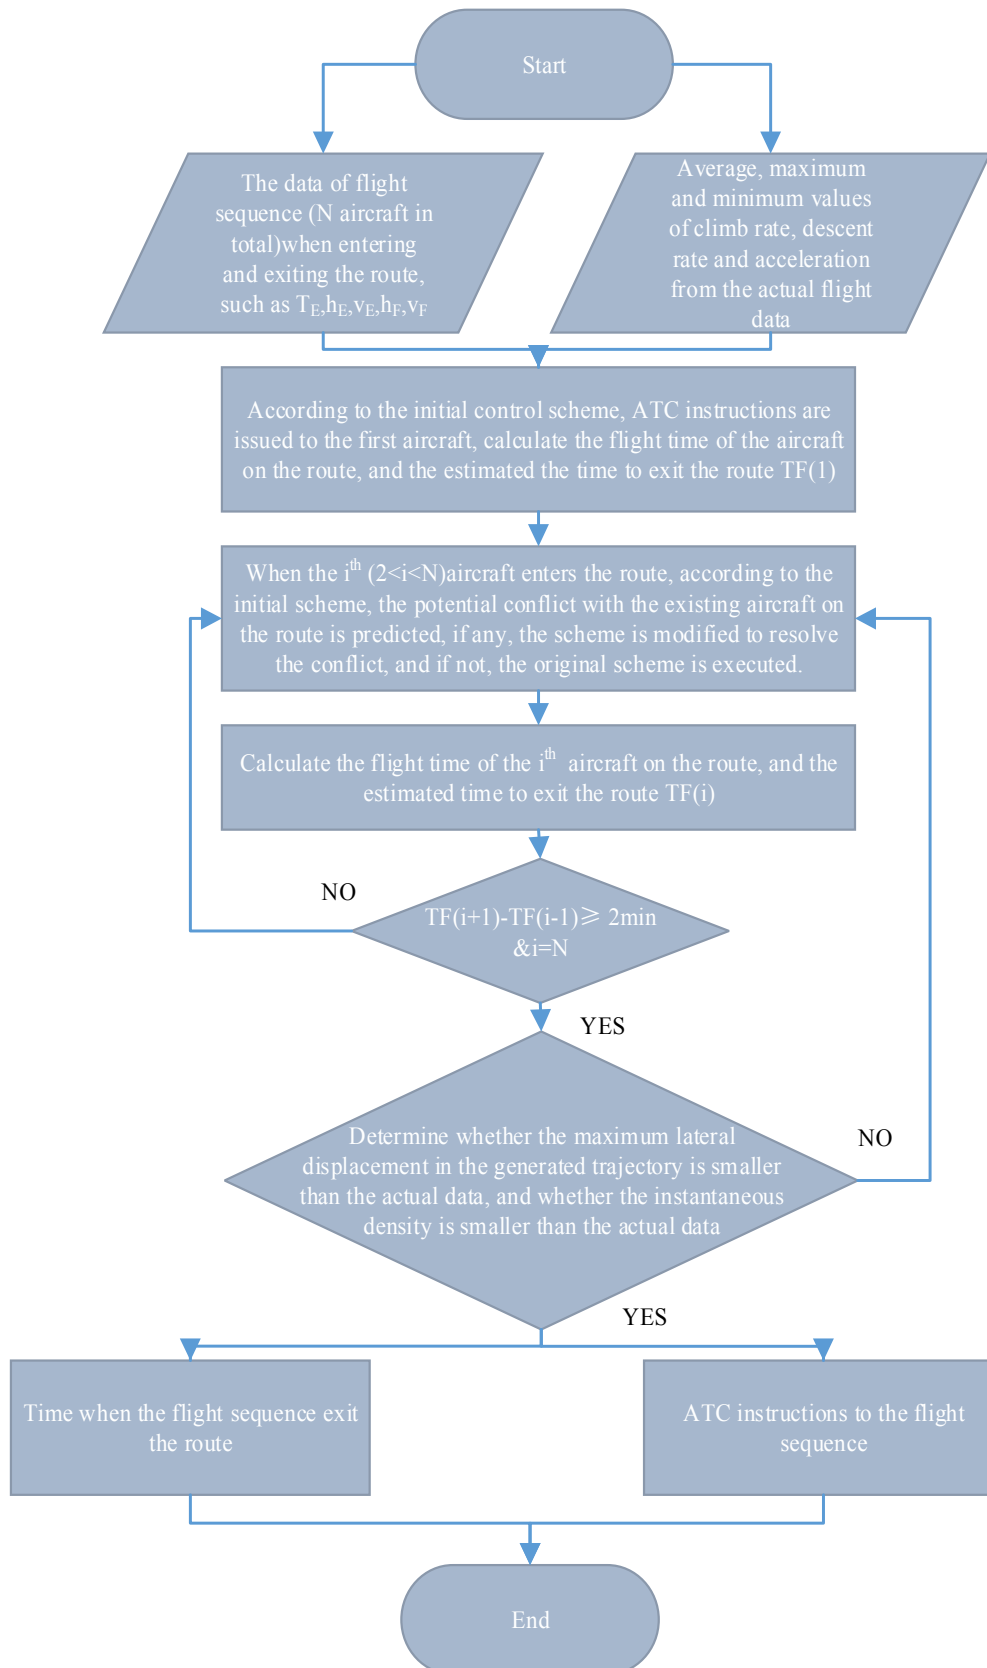 Start
The data of flight
sequence (N aircraft in
total)when entering
and exiting the route,
such as T_E,h_E,v_E,h_F,v_F
Average, maximum
and minimum values
of climb rate, descent
rate and acceleration
from the actual flight
data
According to the initial control scheme, ATC instructions are
issued to the first aircraft, calculate the flight time of the aircraft
on the route, and the estimated the time to exit the route TF(1)
When the i^th (2<i<N)aircraft enters the route, according to the
initial scheme, the potential conflict with the existing aircraft on
the route is predicted, if any, the scheme is modified to resolve
the conflict, and if not, the original scheme is executed.
Calculate the flight time of the i^th aircraft on the route, and the
estimated time to exit the route TF(i)
NO
TF(i+1)-TF(i-1)≥ 2min
&i=N
YES
Determine whether the maximum lateral
displacement in the generated trajectory is smaller
than the actual data, and whether the instantaneous
density is smaller than the actual data
NO
YES
Time when the flight sequence exit
the route
ATC instructions to the flight
sequence
End